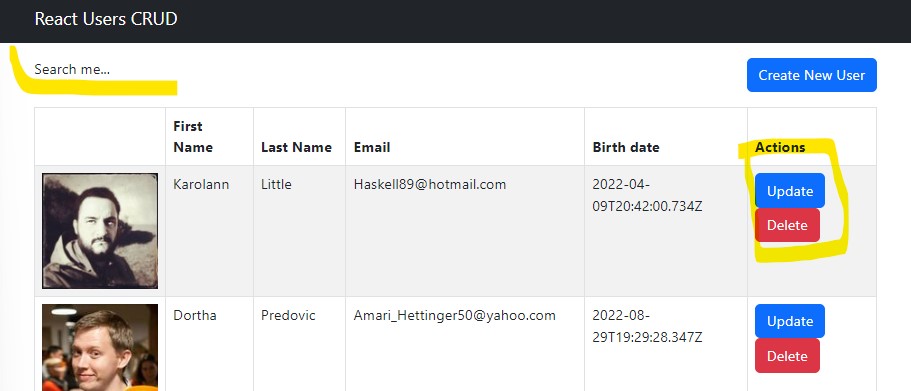 React Users CRUD
Search me...
Create New User
First
Name
Last Name
Email
Birth date
Actions
Karolann
Little
Haskell89@hotmail.com
2022-04-
09T20:42:00.734Z
Update
Delete
Dortha
Predovic
Amari_Hettinger50@yahoo.com
2022-08-
29T19:29:28.347Z
Update
Delete